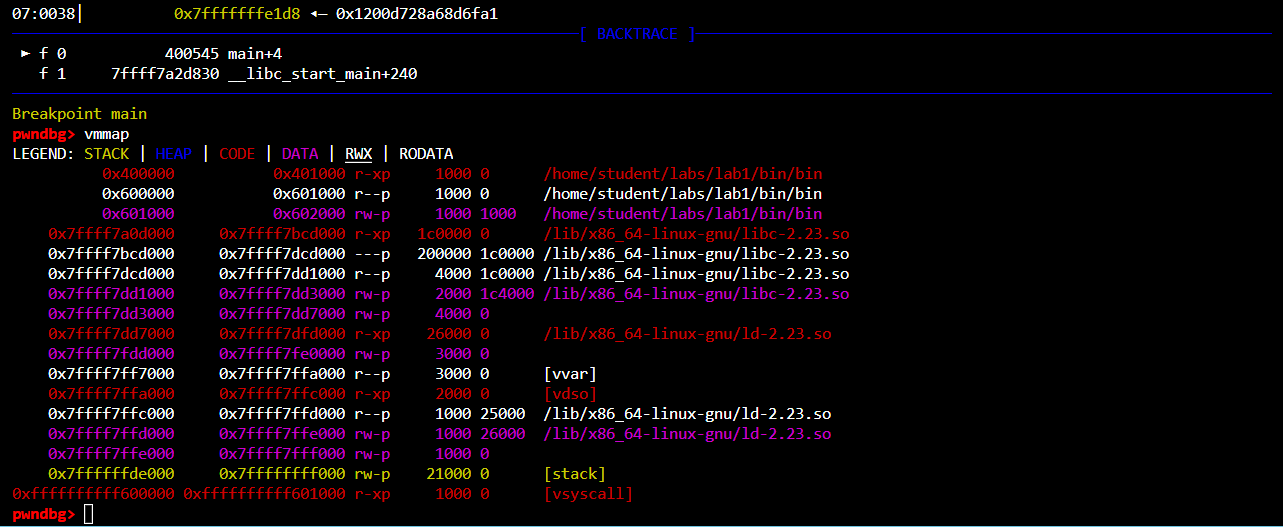 07:0038│ 0x7fffffffe1d8 ◂— 0x1200d728a68d6fa1
[ BACKTRACE ]
► f 0 400545 main+4
f 1 7ffff7a2d830 __libc_start_main+240
Breakpoint main
pwndbg> vmmap
LEGEND: STACK | HEAP | CODE | DATA | RWX | RODATA
0x400000 0x401000 r-xp 1000 0 /home/student/labs/lab1/bin/bin
0x600000 0x601000 r--p 1000 0 /home/student/labs/lab1/bin/bin
0x601000 0x602000 rw-p 1000 1000 /home/student/labs/lab1/bin/bin
0x7ffff7a0d000 0x7ffff7bcd000 r-xp 1c0000 0 /lib/x86_64-linux-gnu/libc-2.23.so
0x7ffff7bcd000 0x7ffff7dcd000 ---p 200000 1c0000 /lib/x86_64-linux-gnu/libc-2.23.so
0x7ffff7dcd000 0x7ffff7dd1000 r--p 4000 1c0000 /lib/x86_64-linux-gnu/libc-2.23.so
0x7ffff7dd1000 0x7ffff7dd3000 rw-p 2000 1c4000 /lib/x86_64-linux-gnu/libc-2.23.so
0x7ffff7dd3000 0x7ffff7dd7000 rw-p 4000 0
0x7ffff7dd7000 0x7ffff7dfd000 r-xp 26000 0 /lib/x86_64-linux-gnu/ld-2.23.so
0x7ffff7fdd000 0x7ffff7fe0000 rw-p 3000 0
0x7ffff7ff7000 0x7ffff7ffa000 r--p 3000 0 [vvar]
0x7ffff7ffa000 0x7ffff7ffc000 r-xp 2000 0 [vdso]
0x7ffff7ffc000 0x7ffff7ffd000 r--p 1000 25000 /lib/x86_64-linux-gnu/ld-2.23.so
0x7ffff7ffd000 0x7ffff7ffe000 rw-p 1000 26000 /lib/x86_64-linux-gnu/ld-2.23.so
0x7ffff7ffe000 0x7ffff7fff000 rw-p 1000 0
0x7ffffffde000 0x7ffffffff000 rw-p 21000 0 [stack]
0xffffffffff600000 0xffffffffff601000 r-xp 1000 0 [vsyscall]
pwndbg>